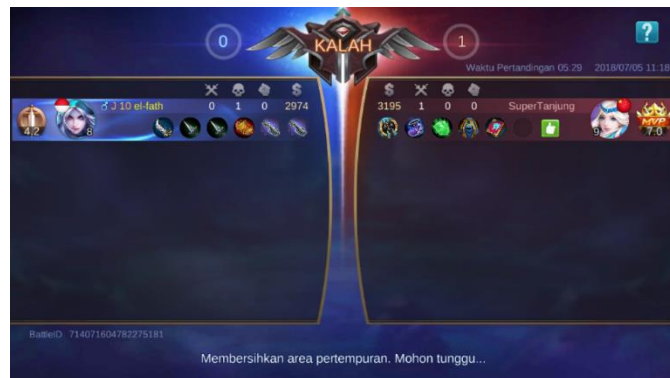 0 KALAH 1
?
Waktu Pertandingan 05:29 2018/07/05 11:18
J 10 el-fath 0 1 0 2974
4,2 8
3195 1 0 0 SuperTanjung
9 MVP 7.0
BattleID 714071604782275181
Membersihkan area pertempuran. Mohon tunggu...